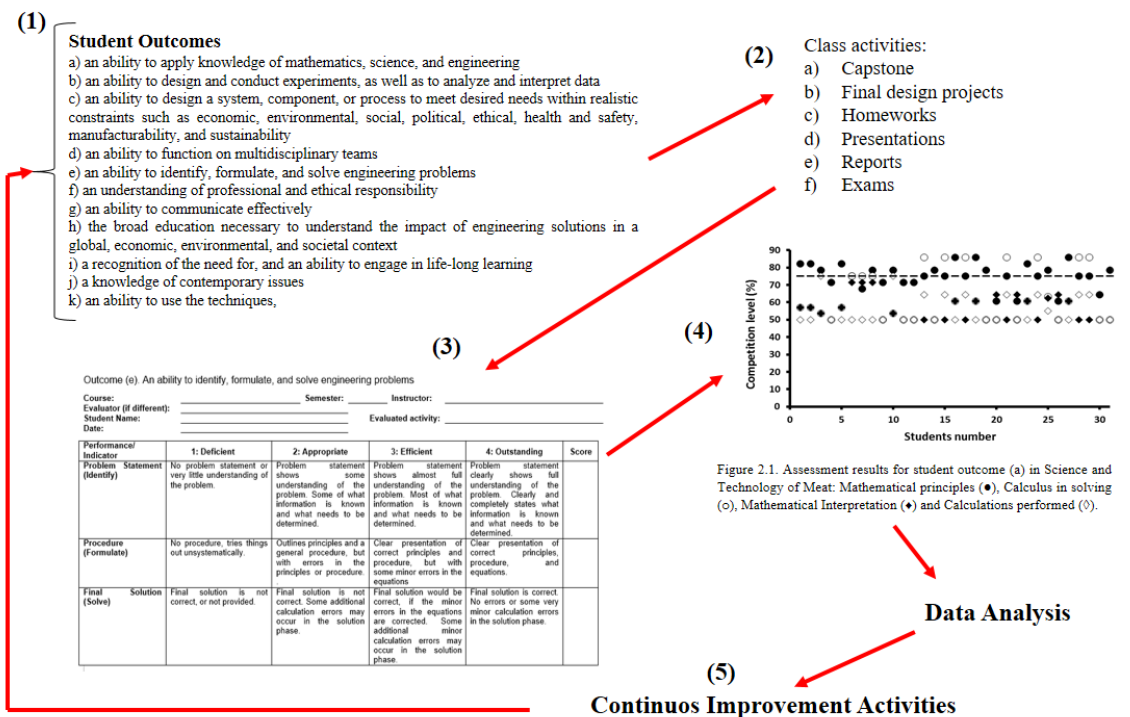 (1)
Student Outcomes
a) an ability to apply knowledge of mathematics, science, and engineering
b) an ability to design and conduct experiments, as well as to analyze and interpret data
c) an ability to design a system, component, or process to meet desired needs within realistic
constraints such as economic, environmental, social, political, ethical, health and safety,
manufacturability, and sustainability
d) an ability to function on multidisciplinary teams
e) an ability to identify, formulate, and solve engineering problems
f) an understanding of professional and ethical responsibility
g) an ability to communicate effectively
h) the broad education necessary to understand the impact of engineering solutions in a
global, economic, environmental, and societal context
i) a recognition of the need for, and an ability to engage in life-long learning
j) a knowledge of contemporary issues
k) an ability to use the techniques,
(2)
Class activities:
a) Capstone
b) Final design projects
c) Homeworks
d) Presentations
e) Reports
f) Exams
(3)
Outcome (e). An ability to identify, formulate, and solve engineering problems
Course: Semester: Instructor:
Evaluator (if different):
Student Name: Evaluated activity:
Date:
Performance/
Indicator
1: Deficient
2: Appropriate
3: Efficient
4: Outstanding
Score
Problem Statement
(Identify)
No problem statement or
very little understanding of
the problem.
Problem statement
shows some
understanding of the
problem. Some of what
information is known
and what needs to be
determined.
Problem statement
shows almost full
understanding of the
problem. Most of what
information is known
and what needs to be
determined.
Problem statement
clearly shows full
understanding of the
problem. Clearly and
completely states what
information is known
and what needs to be
determined.
Procedure
(Formulate)
No procedure, tries things
out unsystematically.
Outlines principles and a
general procedure, but
with errors in the
principles or procedure.
.
Clear presentation of
correct principles and
procedure, but with
some minor errors in the
equations
Clear presentation of
correct principles,
procedure, and
equations.
Final Solution
(Solve)
Final solution is not
correct, or not provided.
Final solution is not
correct. Some additional
calculation errors may
occur in the solution
phase.
Final solution would be
correct, if the minor
errors in the equations
are corrected. Some
additional minor
calculation errors may
occur in the solution
phase.
Final solution is correct.
No errors or some very
minor calculation errors
in the solution phase.
(4)
Competition level (%)
90
80
70
60
50
40
30
20
10
0
0 5 10 15 20 25 30
Students number
Figure 2.1. Assessment results for student outcome (a) in Science and
Technology of Meat: Mathematical principles (●), Calculus in solving
(○), Mathematical Interpretation (♦) and Calculations performed (◊).
Data Analysis
(5)
Continuos Improvement Activities